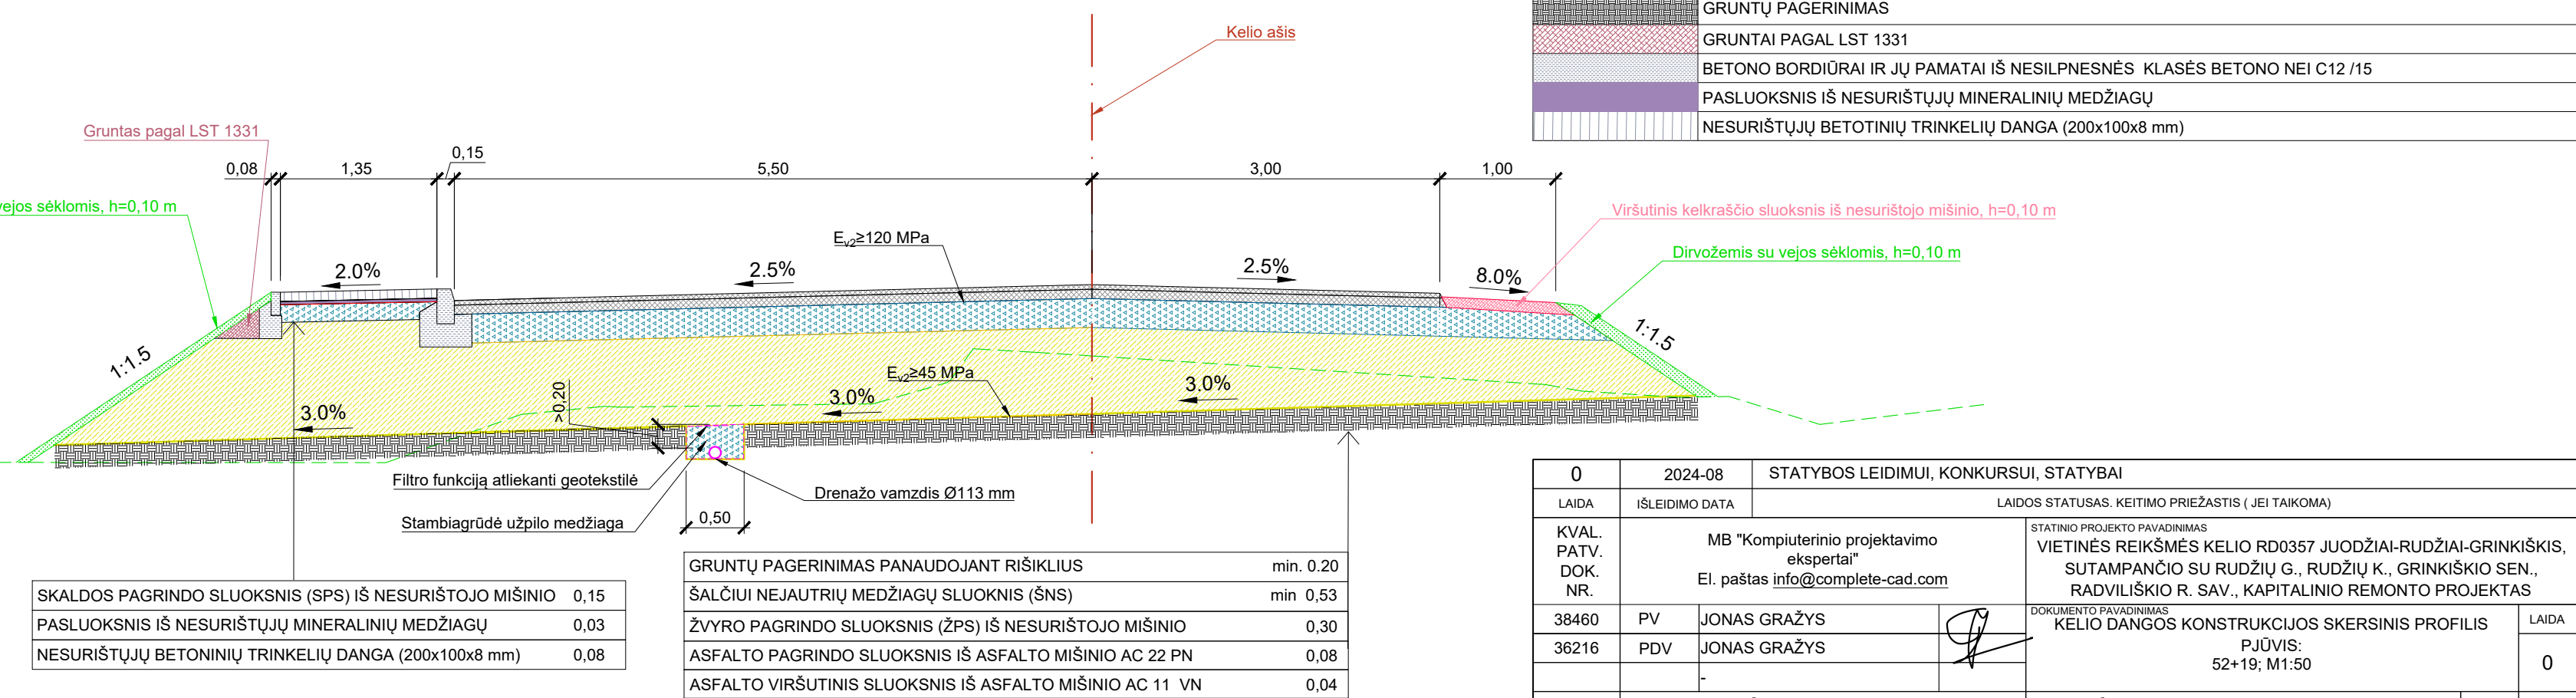 GRUNTŲ PAGERINIMAS
GRUNTAI PAGAL LST 1331
BETONO BORDIŪRAI IR JŲ PAMATAI IŠ NESILPNESNĖS KLASĖS BETONO NEI C12 /15
PASLUOKSNIS IŠ NESURIŠTŲJŲ MINERALINIŲ MEDŽIAGŲ
NESURIŠTŲJŲ BETOTINIŲ TRINKELIŲ DANGA (200x100x8 mm)
Kelio ašis
Gruntas pagal LST 1331
0,08
1,35
0,15
5,50
3,00
1,00
vejos sėklomis, h=0,10 m
Viršutinis kelkraščio sluoksnis iš nesurištojo mišinio, h=0,10 m
Dirvožemis su vejos sėklomis, h=0,10 m
Ev2≥120 MPa
2.0%
2.5%
2.5%
8.0%
1:1.5
1:1.5
Ev2≥45 MPa
>0,20
3.0%
3.0%
3.0%
Filtro funkciją atliekanti geotekstilė
Drenažo vamzdis Ø113 mm
Stambiagrūdė užpilo medžiaga
0,50
SKALDOS PAGRINDO SLUOKSNIS (SPS) IŠ NESURIŠTOJO MIŠINIO 0,15
PASLUOKSNIS IŠ NESURIŠTŲJŲ MINERALINIŲ MEDŽIAGŲ 0,03
NESURIŠTŲJŲ BETONINIŲ TRINKELIŲ DANGA (200x100x8 mm) 0,08
GRUNTŲ PAGERINIMAS PANAUDOJANT RIŠIKLIUS min. 0.20
ŠALČIUI NEJAUTRIŲ MEDŽIAGŲ SLUOKNIS (ŠNS) min 0,53
ŽVYRO PAGRINDO SLUOKSNIS (ŽPS) IŠ NESURIŠTOJO MIŠINIO 0,30
ASFALTO PAGRINDO SLUOKSNIS IŠ ASFALTO MIŠINIO AC 22 PN 0,08
ASFALTO VIRŠUTINIS SLUOKSNIS IŠ ASFALTO MIŠINIO AC 11 VN 0,04
0 2024-08 STATYBOS LEIDIMUI, KONKURSUI, STATYBAI
LAIDA IŠLEIDIMO DATA LAIDOS STATUSAS. KEITIMO PRIEŽASTIS ( JEI TAIKOMA)
KVAL.
PATV.
DOK.
NR.
MB "Kompiuterinio projektavimo
ekspertai"
El. paštas info@complete-cad.com
STATINIO PROJEKTO PAVADINIMAS
VIETINĖS REIKŠMĖS KELIO RD0357 JUODŽIAI-RUDŽIAI-GRINKIŠKIS,
SUTAMPANČIO SU RUDŽIŲ G., RUDŽIŲ K., GRINKIŠKIO SEN.,
RADVILIŠKIO R. SAV., KAPITALINIO REMONTO PROJEKTAS
38460 PV JONAS GRAŽYS
36216 PDV JONAS GRAŽYS
-
DOKUMENTO PAVADINIMAS
KELIO DANGOS KONSTRUKCIJOS SKERSINIS PROFILIS
PJŪVIS:
52+19; M1:50
LAIDA
0